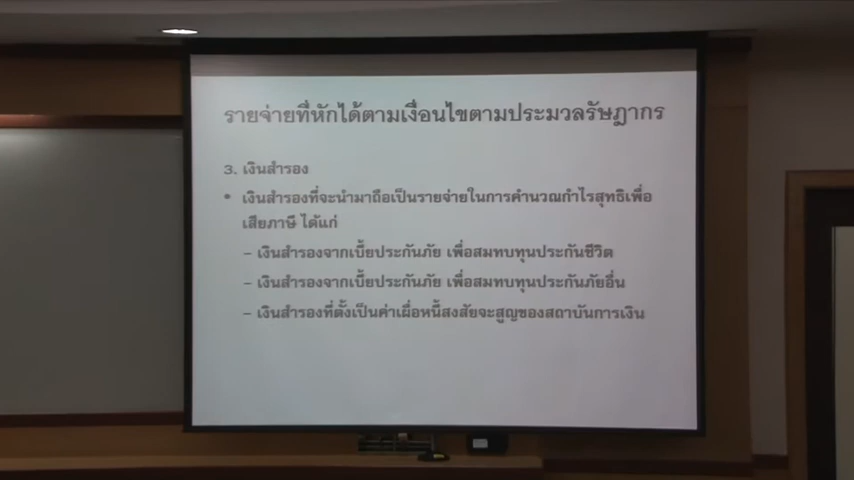 รายจ่ายที่หักได้ตามเงื่อนไขตามประมวลรัษฎากร
3. เงินสำรอง
• เงินสำรองที่จะนำมาถือเป็นรายจ่ายในการคำนวณกำไรสุทธิเพื่อ
เสียภาษี ได้แก่
– เงินสำรองจากเบี้ยประกันภัย เพื่อสมทบทุนประกันชีวิต
– เงินสำรองจากเบี้ยประกันภัย เพื่อสมทบทุนประกันภัยอื่น
– เงินสำรองที่ตั้งเป็นค่าเผื่อหนี้สงสัยจะสูญของสถาบันการเงิน